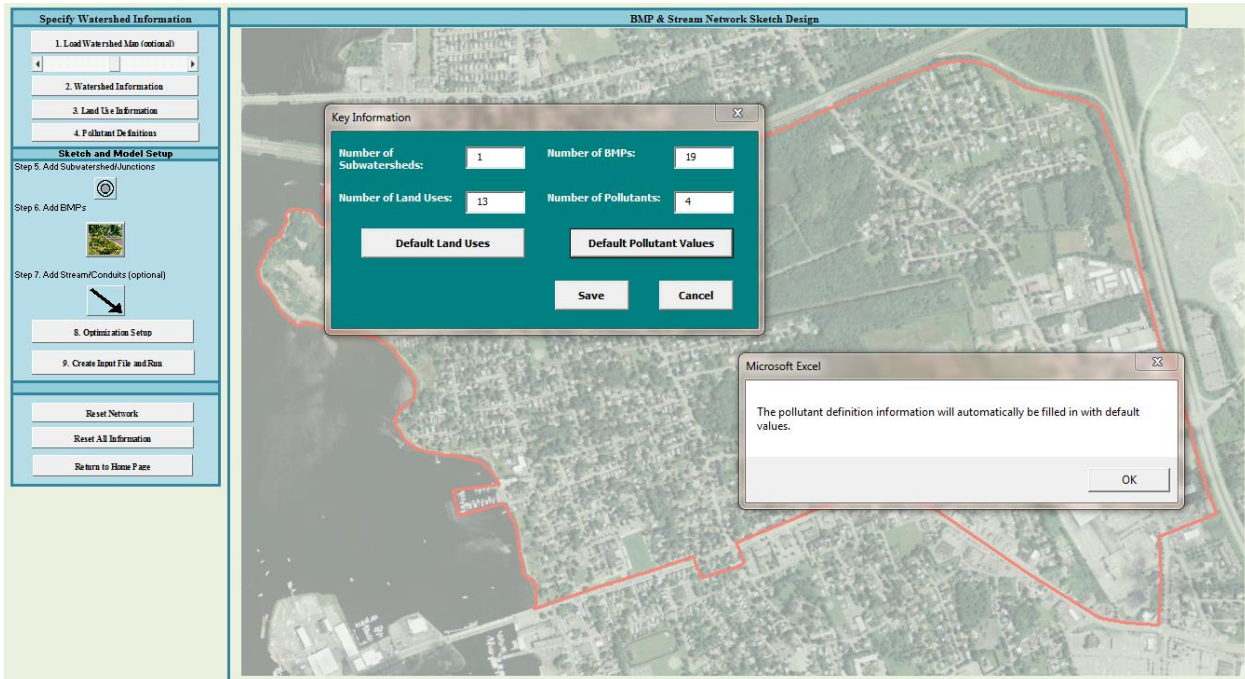 Specify Watershed Information
1. Load Watershed Map (optional)
2. Watershed Information
3. Land Use Information
4. Pollutant Definitions
Sketch and Model Setup
Step 5. Add Subwatershed/Junctions
Step 6. Add BMPs
Step 7. Add Stream/Conduits (optional)
8. Optimization Setup
9. Create Input File and Run
Reset Network
Reset All Information
Return to Home Page
BMP & Stream Network Sketch Design
Key Information
Number of
Subwatersheds:
1
Number of BMPs:
19
Number of Land Uses:
13
Number of Pollutants:
4
Default Land Uses
Default Pollutant Values
Save
Cancel
Microsoft Excel
The pollutant definition information will automatically be filled in with default
values.
OK